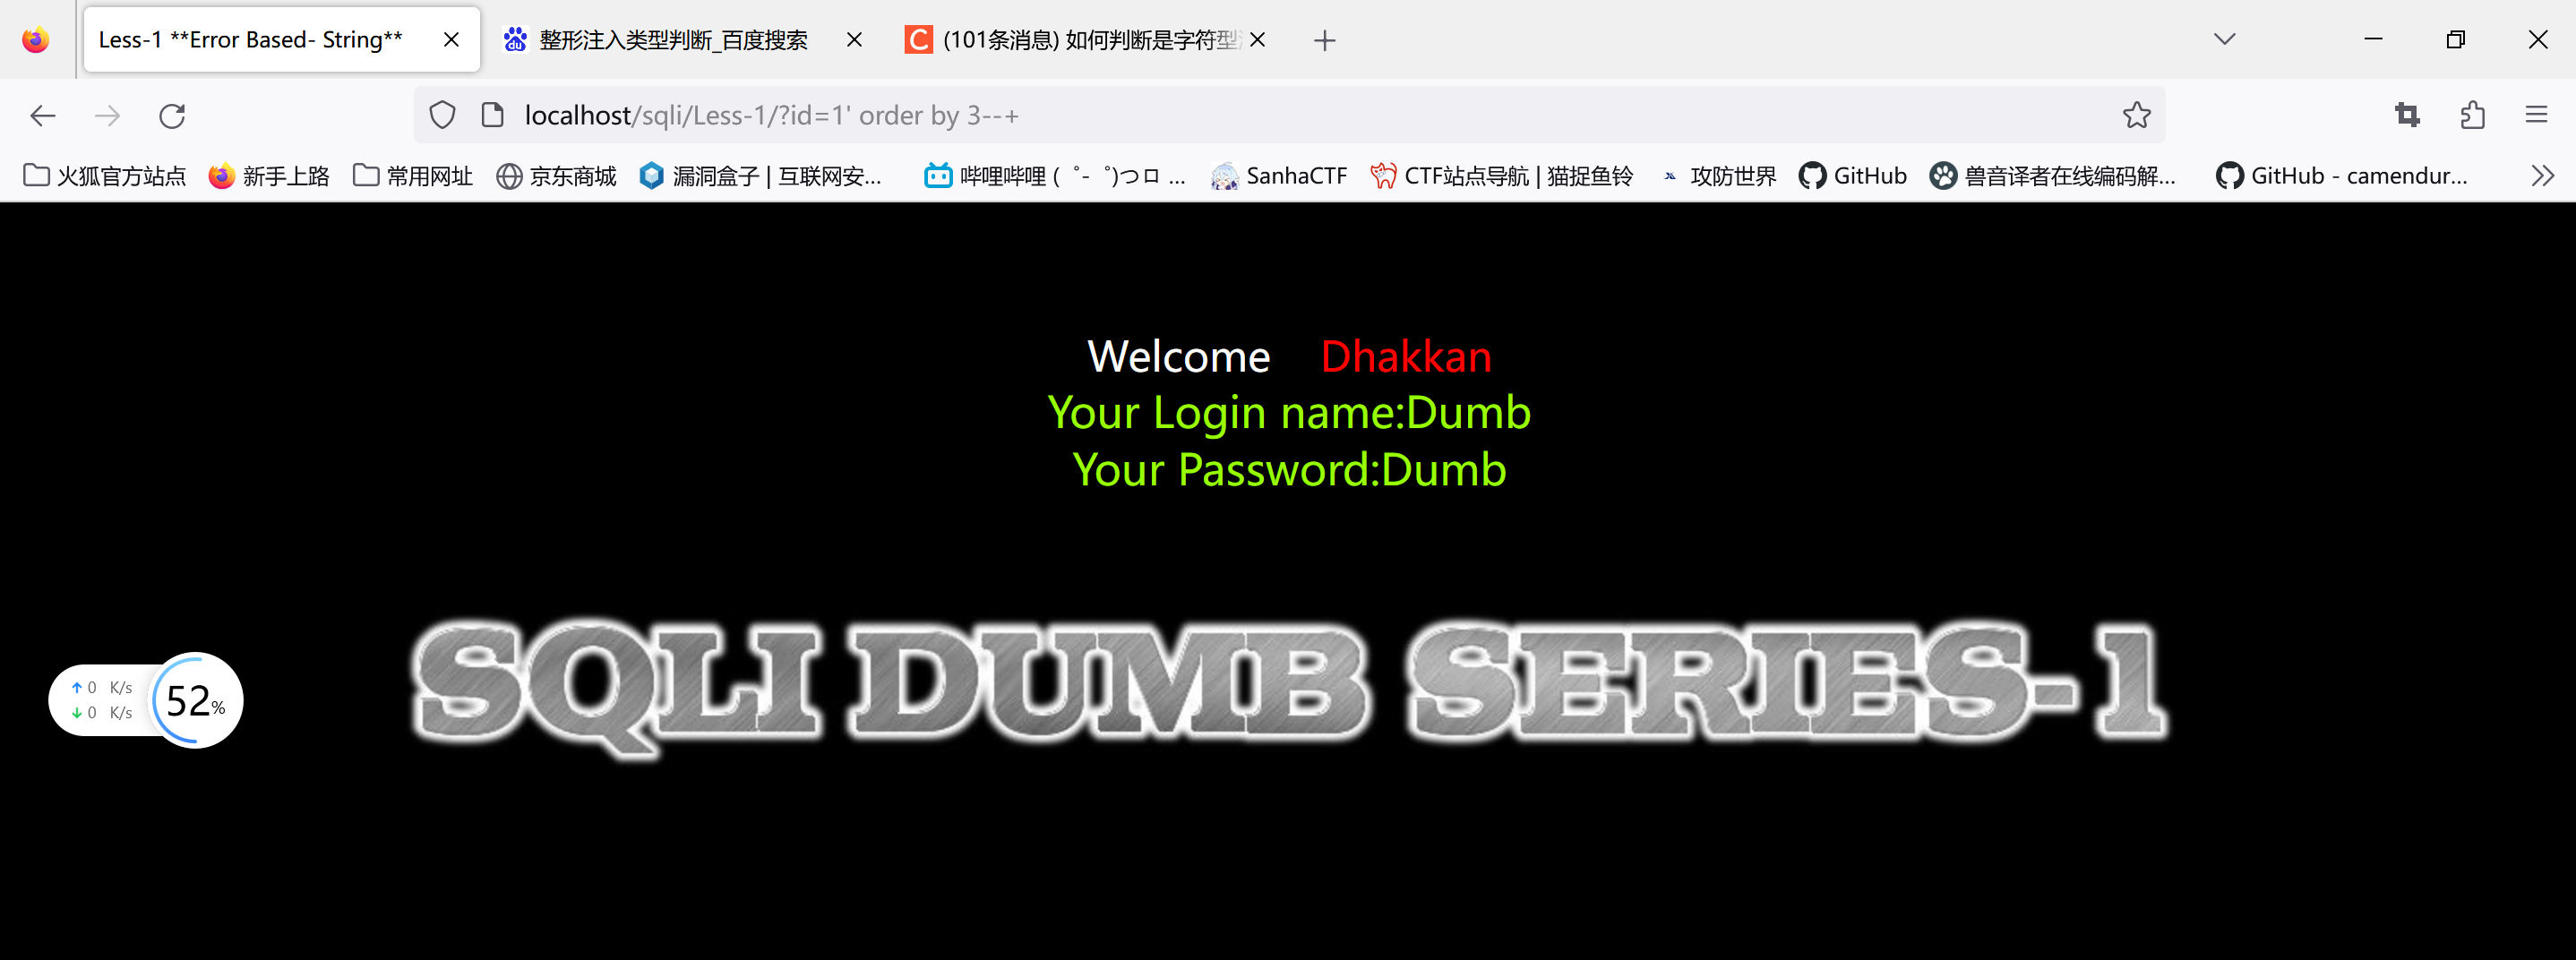 Less-1 **Error Based- String**
整形注入类型判断_百度搜索
(101条消息) 如何判断是字符型
localhost/sqli/Less-1/?id=1' order by 3--+
火狐官方站点 新手上路 常用网址 京东商城 漏洞盒子 | 互联网安... 哔哩哔哩 (゜-゜)つロ ... SanhaCTF CTF站点导航 | 猫捉鱼铃 攻防世界 GitHub 兽音译者在线编码解... GitHub - camendur...
Welcome Dhakkan
Your Login name:Dumb
Your Password:Dumb
SQLI DUMB SERIES-1
↑ 0 K/s
↓ 0 K/s
52%